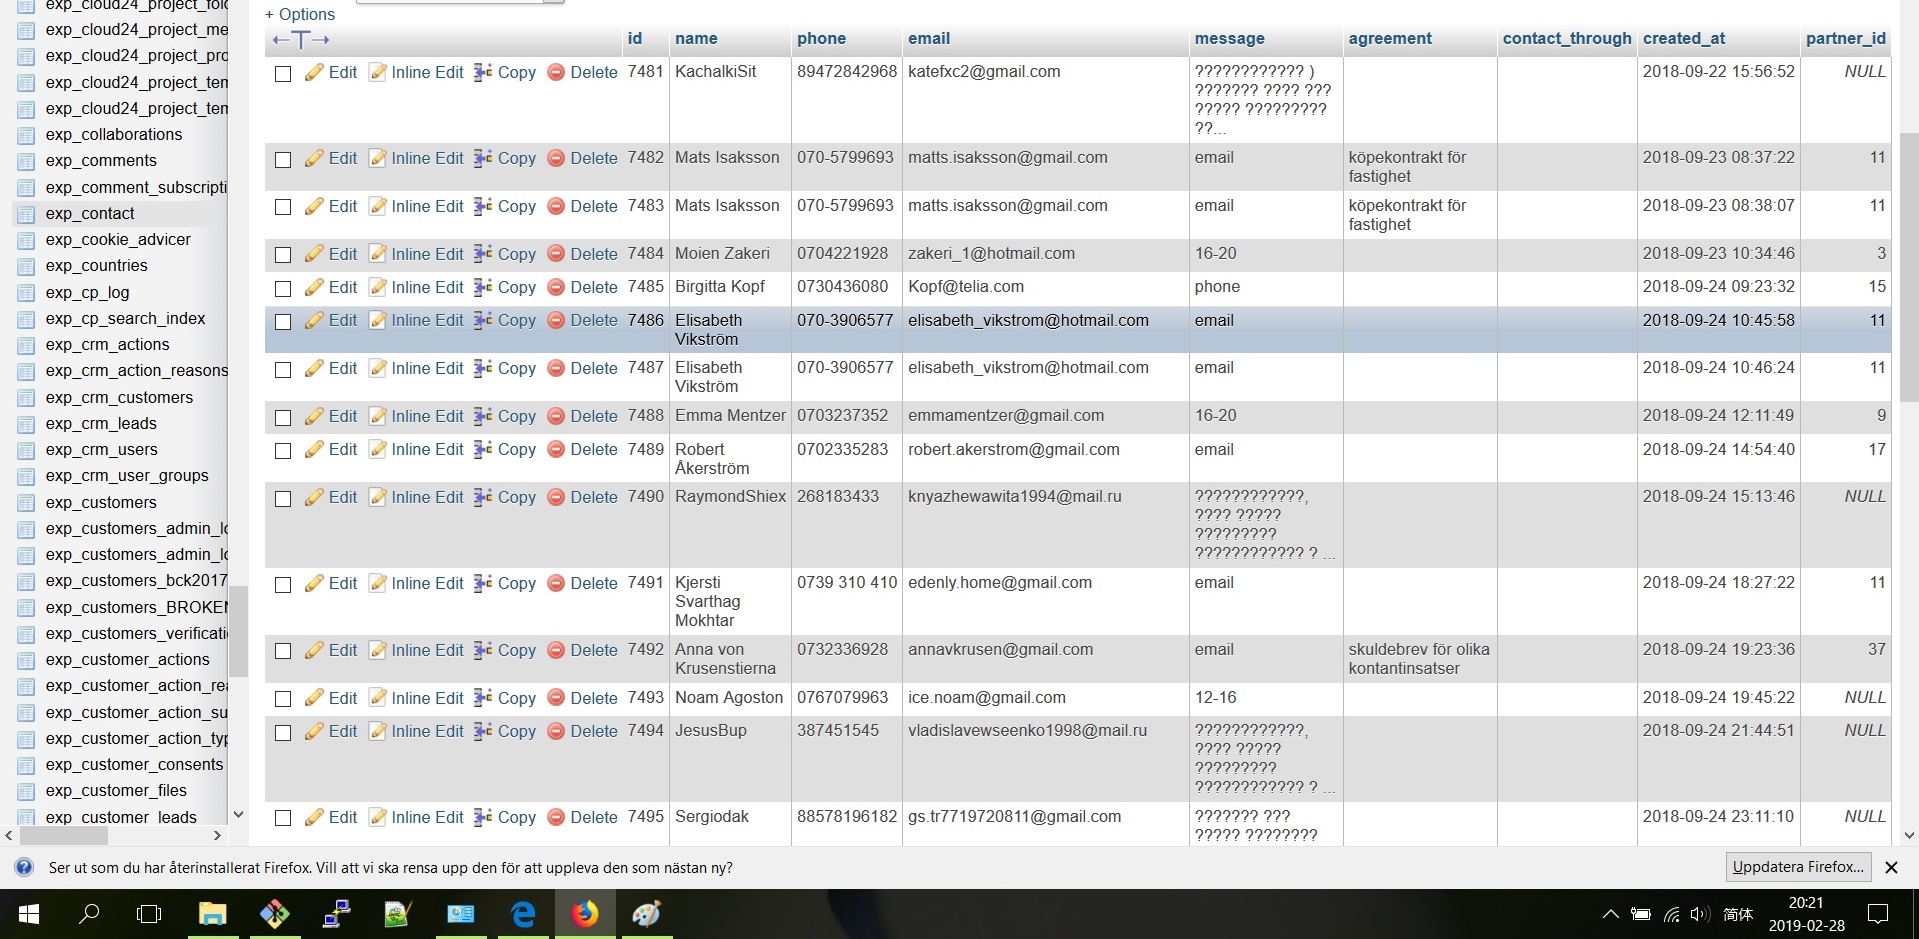 exp_cloud24_project_fol
exp_cloud24_project_me
exp_cloud24_project_pro
exp_cloud24_project_tem
exp_cloud24_project_tem
exp_collaborations
exp_comments
exp_comment_subscripti
exp_contact
exp_cookie_advicer
exp_countries
exp_cp_log
exp_cp_search_index
exp_crm_actions
exp_crm_action_reasons
exp_crm_customers
exp_crm_leads
exp_crm_users
exp_crm_user_groups
exp_customers
exp_customers_admin_lo
exp_customers_admin_lo
exp_customers_bck2017
exp_customers_BROKEN
exp_customers_verificati
exp_customer_actions
exp_customer_action_rea
exp_customer_action_su
exp_customer_action_typ
exp_customer_consents
exp_customer_files
exp_customer_leads
+ Options
←T→ id name phone email message agreement contact_through created_at partner_id
Edit Inline Edit Copy Delete 7481 KachalkiSit 89472842968 katefxc2@gmail.com ???????????? ) 2018-09-22 15:56:52 NULL
??????? ???? ???
????? ?????????
??...
Edit Inline Edit Copy Delete 7482 Mats Isaksson 070-5799693 matts.isaksson@gmail.com email köpekontrakt för 2018-09-23 08:37:22 11
fastighet
Edit Inline Edit Copy Delete 7483 Mats Isaksson 070-5799693 matts.isaksson@gmail.com email köpekontrakt för 2018-09-23 08:38:07 11
fastighet
Edit Inline Edit Copy Delete 7484 Moien Zakeri 0704221928 zakeri_1@hotmail.com 16-20 2018-09-23 10:34:46 3
Edit Inline Edit Copy Delete 7485 Birgitta Kopf 0730436080 Kopf@telia.com phone 2018-09-24 09:23:32 15
Edit Inline Edit Copy Delete 7486 Elisabeth 070-3906577 elisabeth_vikstrom@hotmail.com email 2018-09-24 10:45:58 11
Vikström
Edit Inline Edit Copy Delete 7487 Elisabeth 070-3906577 elisabeth_vikstrom@hotmail.com email 2018-09-24 10:46:24 11
Vikström
Edit Inline Edit Copy Delete 7488 Emma Mentzer 0703237352 emmamentzer@gmail.com 16-20 2018-09-24 12:11:49 9
Edit Inline Edit Copy Delete 7489 Robert 0702335283 robert.akerstrom@gmail.com email 2018-09-24 14:54:40 17
Åkerström
Edit Inline Edit Copy Delete 7490 RaymondShiex 268183433 knyazhewawita1994@mail.ru ????????????, 2018-09-24 15:13:46 NULL
???? ?????
?????????
???????????? ? ...
Edit Inline Edit Copy Delete 7491 Kjersti 0739 310 410 edenly.home@gmail.com email 2018-09-24 18:27:22 11
Svarthag
Mokhtar
Edit Inline Edit Copy Delete 7492 Anna von 0732336928 annavkrusen@gmail.com email skuldebrev för olika 2018-09-24 19:23:36 37
Krusenstierna kontantinsatser
Edit Inline Edit Copy Delete 7493 Noam Agoston 0767079963 ice.noam@gmail.com 12-16 2018-09-24 19:45:22 NULL
Edit Inline Edit Copy Delete 7494 JesusBup 387451545 vladislavewseenko1998@mail.ru ????????????, 2018-09-24 21:44:51 NULL
???? ?????
?????????
???????????? ? ...
Edit Inline Edit Copy Delete 7495 Sergiodak 88578196182 gs.tr7719720811@gmail.com ??????? ??? 2018-09-24 23:11:10 NULL
????? ????????
Ser ut som du har återinstallerat Firefox. Vill att vi ska rensa upp den för att uppleva den som nästan ny? Uppdatera Firefox...
简体 20:21
2019-02-28